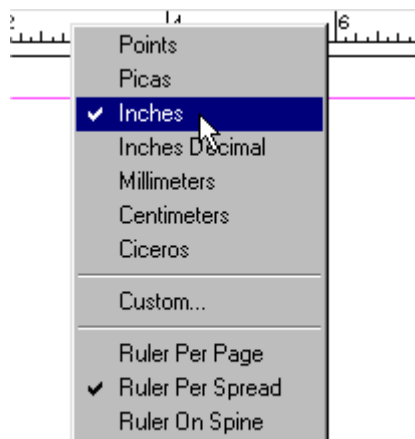 2 4 6
Points
Picas
Inches
Inches Decimal
Millimeters
Centimeters
Ciceros
Custom...
Ruler Per Page
Ruler Per Spread
Ruler On Spine